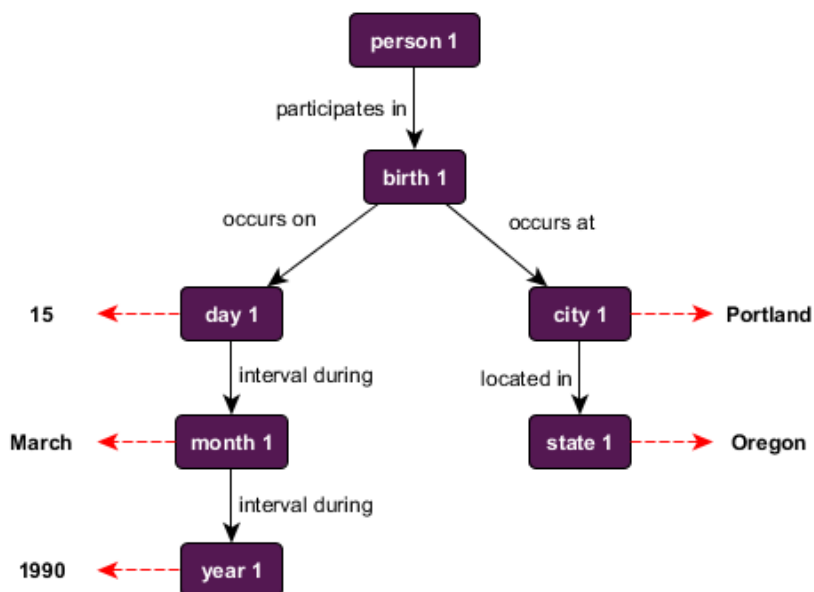 person 1
participates in
birth 1
occurs on
occurs at
15
day 1
city 1
Portland
interval during
located in
March
month 1
state 1
Oregon
interval during
1990
year 1